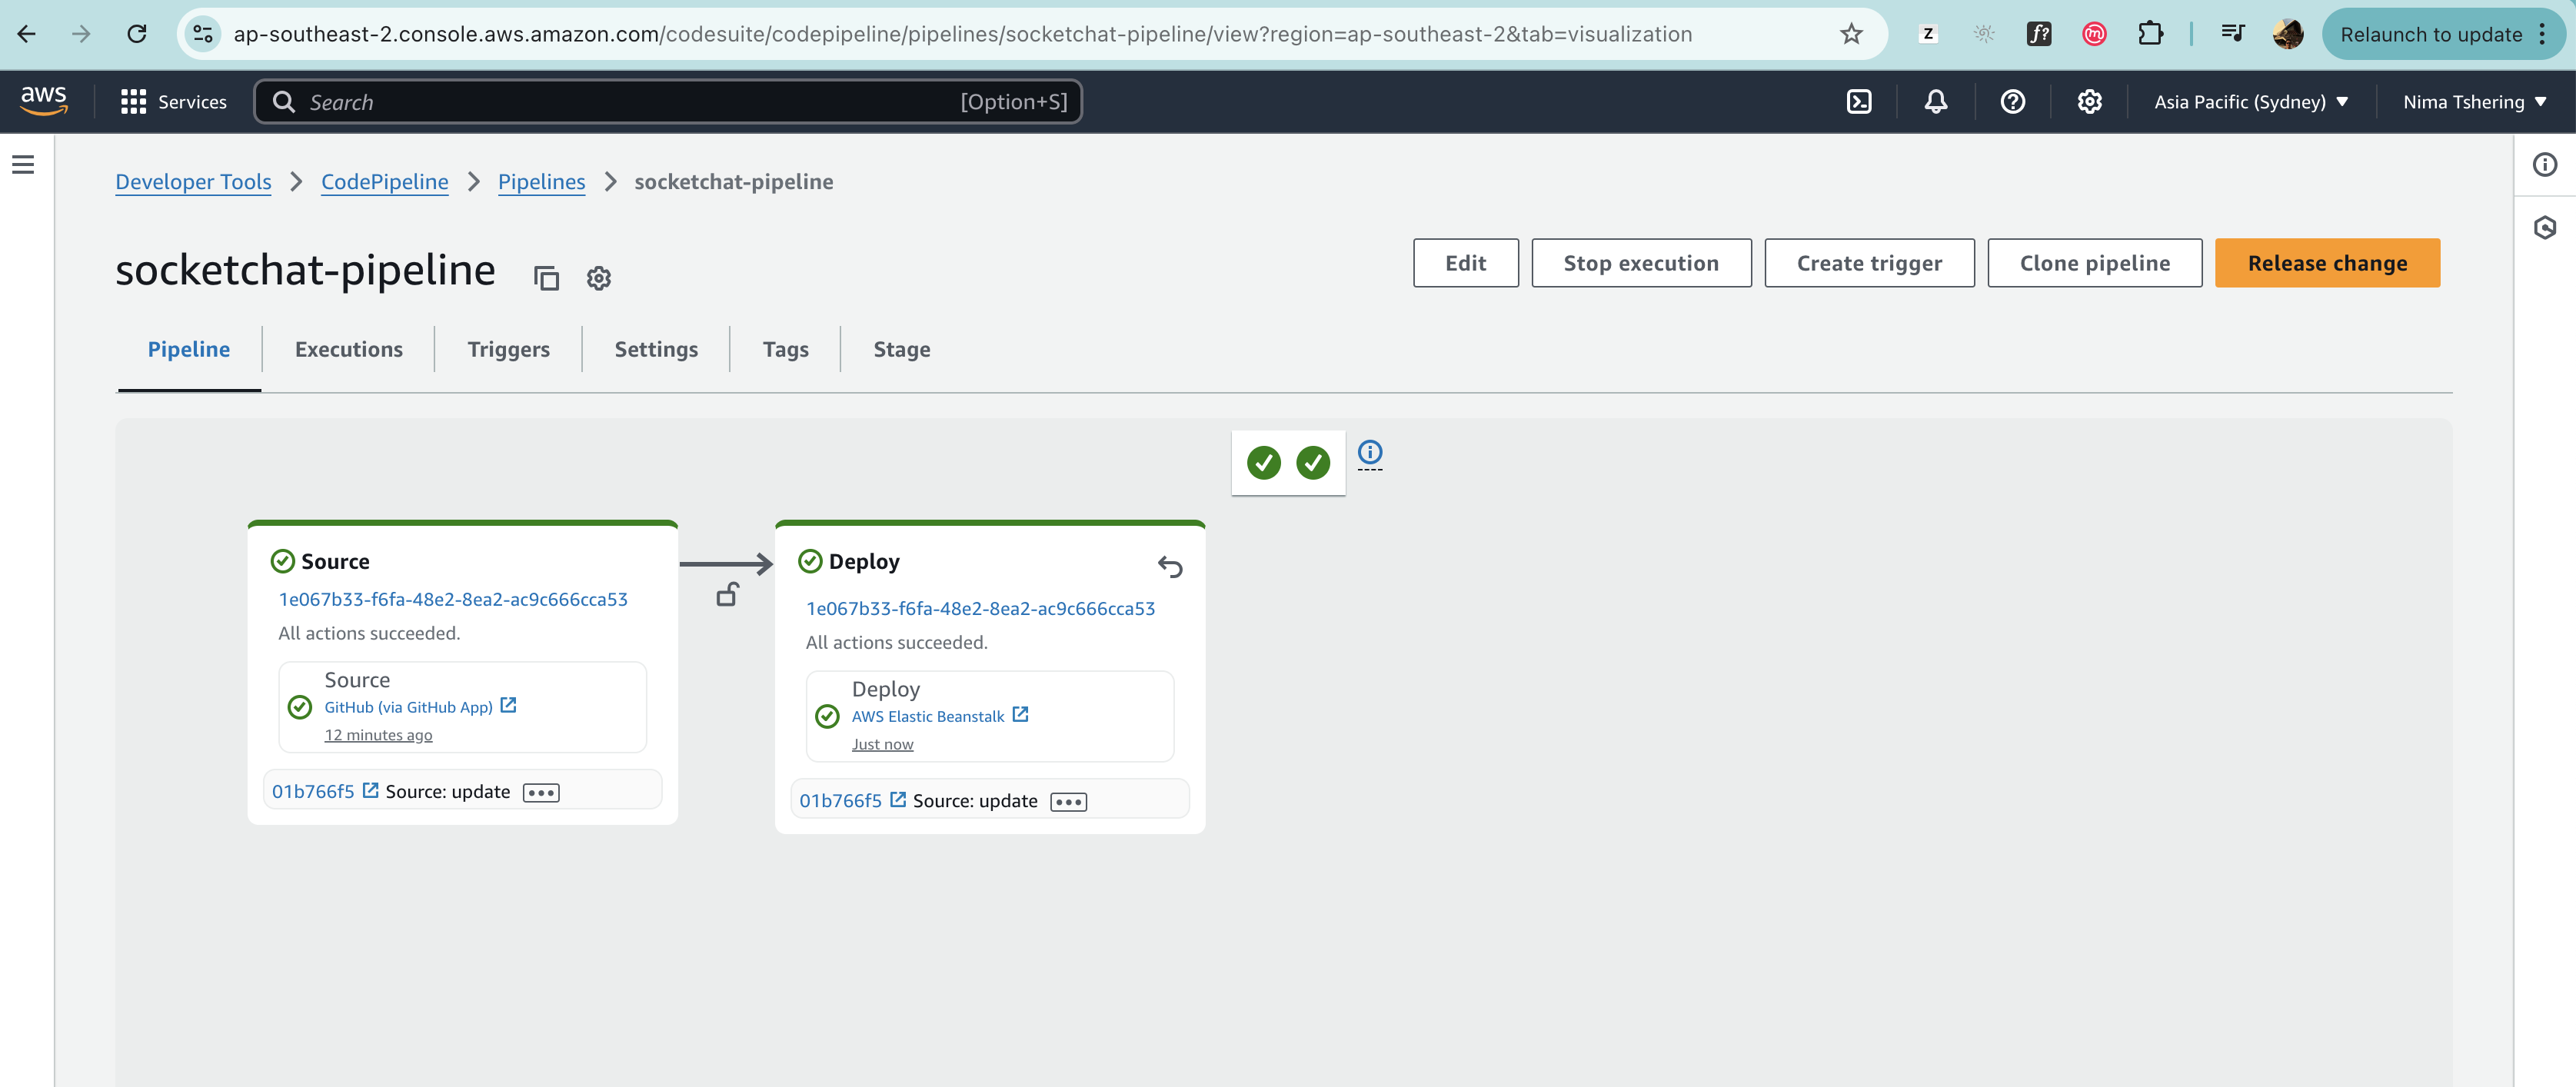 ap-southeast-2.console.aws.amazon.com/codesuite/codepipeline/pipelines/socketchat-pipeline/view?region=ap-southeast-2&tab=visualization
Z
f?
m
Relaunch to update
aws
Services
Search
[Option+S]
Asia Pacific (Sydney)
Nima Tshering
Developer Tools > CodePipeline > Pipelines > socketchat-pipeline
socketchat-pipeline
Edit
Stop execution
Create trigger
Clone pipeline
Release change
Pipeline
Executions
Triggers
Settings
Tags
Stage
Source
1e067b33-f6fa-48e2-8ea2-ac9c666cca53
All actions succeeded.
Source
GitHub (via GitHub App)
12 minutes ago
01b766f5 Source: update
Deploy
1e067b33-f6fa-48e2-8ea2-ac9c666cca53
All actions succeeded.
Deploy
AWS Elastic Beanstalk
Just now
01b766f5 Source: update